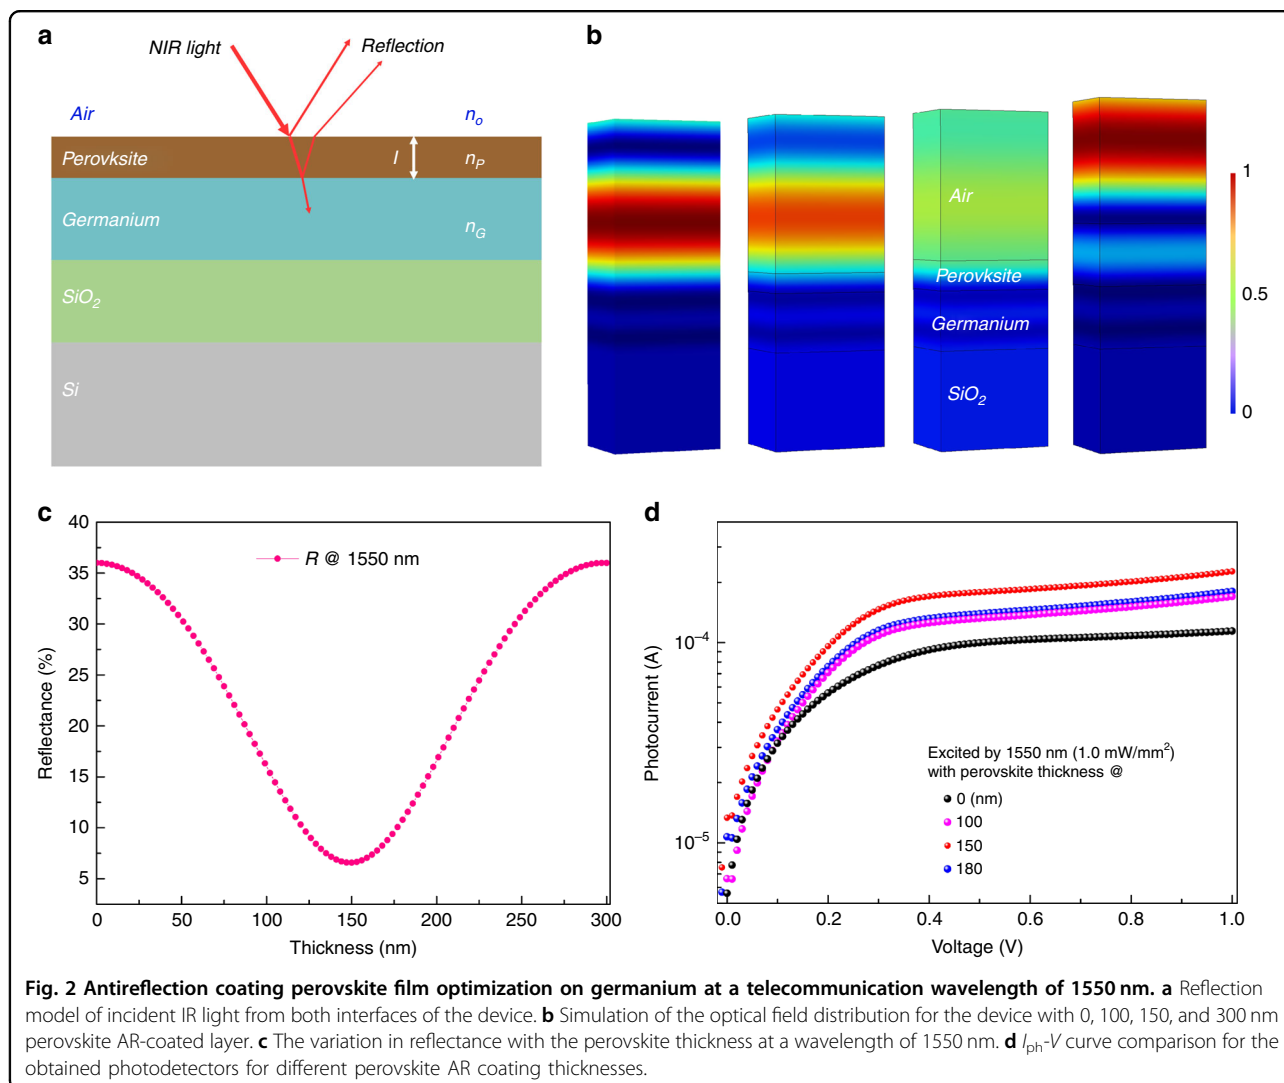 a
NIR light
Reflection
Air
nₒ
Perovksite
l
n_P
Germanium
n_G
SiO₂
Si
b
Air
Perovksite
Germanium
SiO₂
1
0.5
0
c
40
35
30
25
20
15
10
5
Reflectance (%)
R @ 1550 nm
0
50
100
150
200
250
300
Thickness (nm)
d
Photocurrent (A)
10⁻⁴
10⁻⁵
Excited by 1550 nm (1.0 mW/mm²)
with perovskite thickness @
0 (nm)
100
150
180
0.0
0.2
0.4
0.6
0.8
1.0
Voltage (V)
Fig. 2 Antireflection coating perovskite film optimization on germanium at a telecommunication wavelength of 1550 nm. a Reflection
model of incident IR light from both interfaces of the device. b Simulation of the optical field distribution for the device with 0, 100, 150, and 300 nm
perovskite AR-coated layer. c The variation in reflectance with the perovskite thickness at a wavelength of 1550 nm. d I_ph-V curve comparison for the
obtained photodetectors for different perovskite AR coating thicknesses.